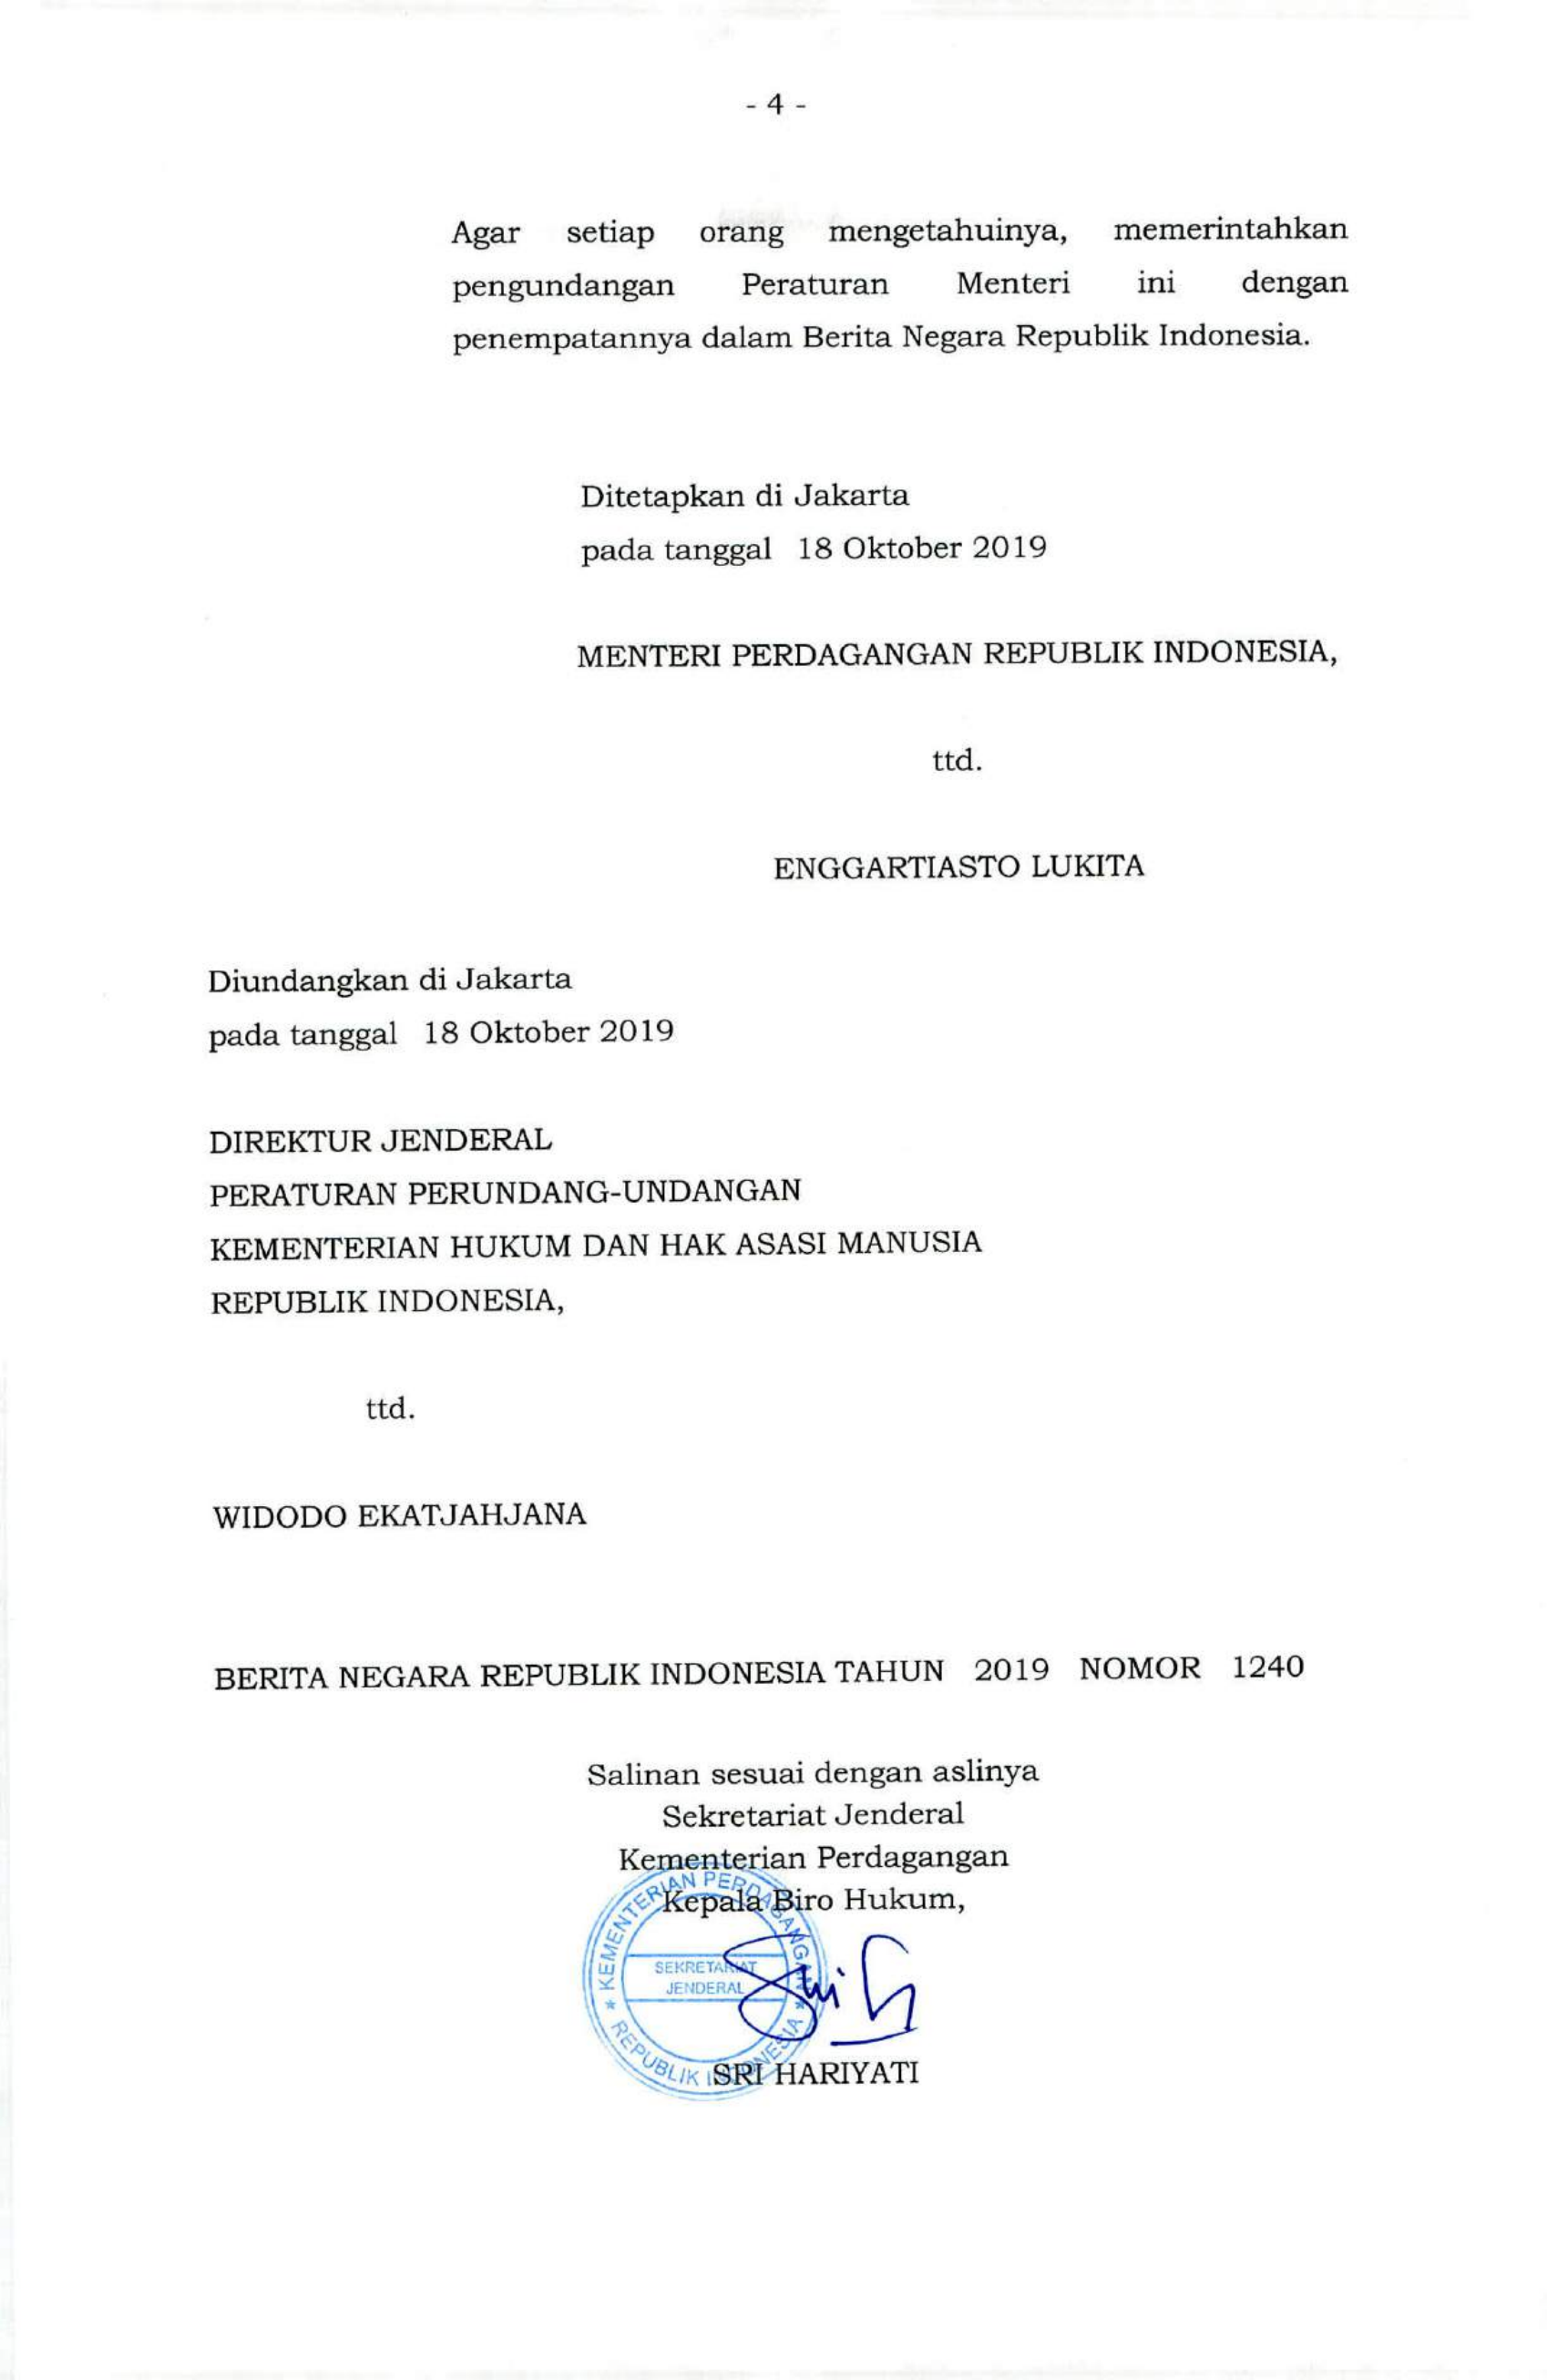 - 4 -
Agar setiap orang mengetahuinya, memerintahkan
pengundangan Peraturan Menteri ini dengan
penempatannya dalam Berita Negara Republik Indonesia.
Ditetapkan di Jakarta
pada tanggal 18 Oktober 2019
MENTERI PERDAGANGAN REPUBLIK INDONESIA,
ttd.
ENGGARTIASTO LUKITA
Diundangkan di Jakarta
pada tanggal 18 Oktober 2019
DIREKTUR JENDERAL
PERATURAN PERUNDANG-UNDANGAN
KEMENTERIAN HUKUM DAN HAK ASASI MANUSIA
REPUBLIK INDONESIA,
ttd.
WIDODO EKATJAHJANA
BERITA NEGARA REPUBLIK INDONESIA TAHUN 2019 NOMOR 1240
Salinan sesuai dengan aslinya
Sekretariat Jenderal
Kementerian Perdagangan
Kepala Biro Hukum,
KEMENTERIAN PERDAGANGAN
SEKRETARIAT
JENDERAL
* REPUBLIK INDONESIA *
SRI HARIYATI